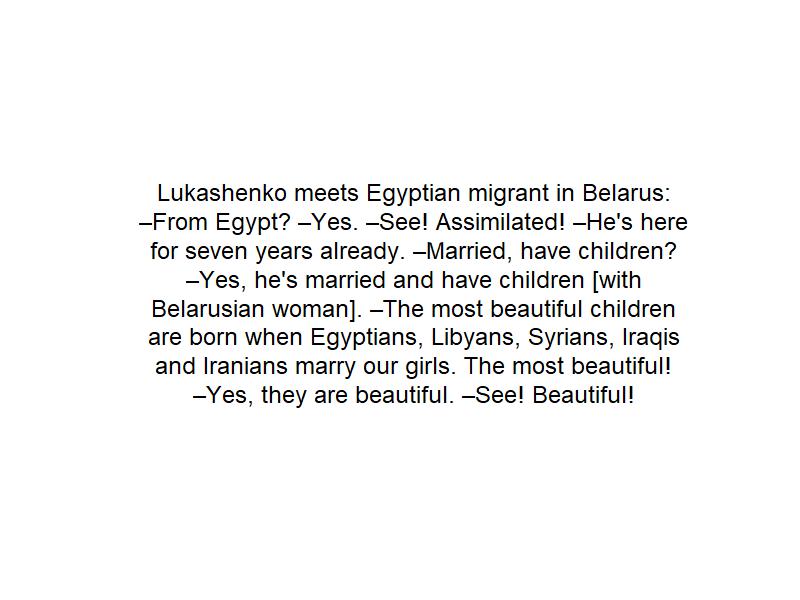 Lukashenko meets Egyptian migrant in Belarus:
–From Egypt? –Yes. –See! Assimilated! –He's here
for seven years already. –Married, have children?
–Yes, he's married and have children [with
Belarusian woman]. –The most beautiful children
are born when Egyptians, Libyans, Syrians, Iraqis
and Iranians marry our girls. The most beautiful!
–Yes, they are beautiful. –See! Beautiful!